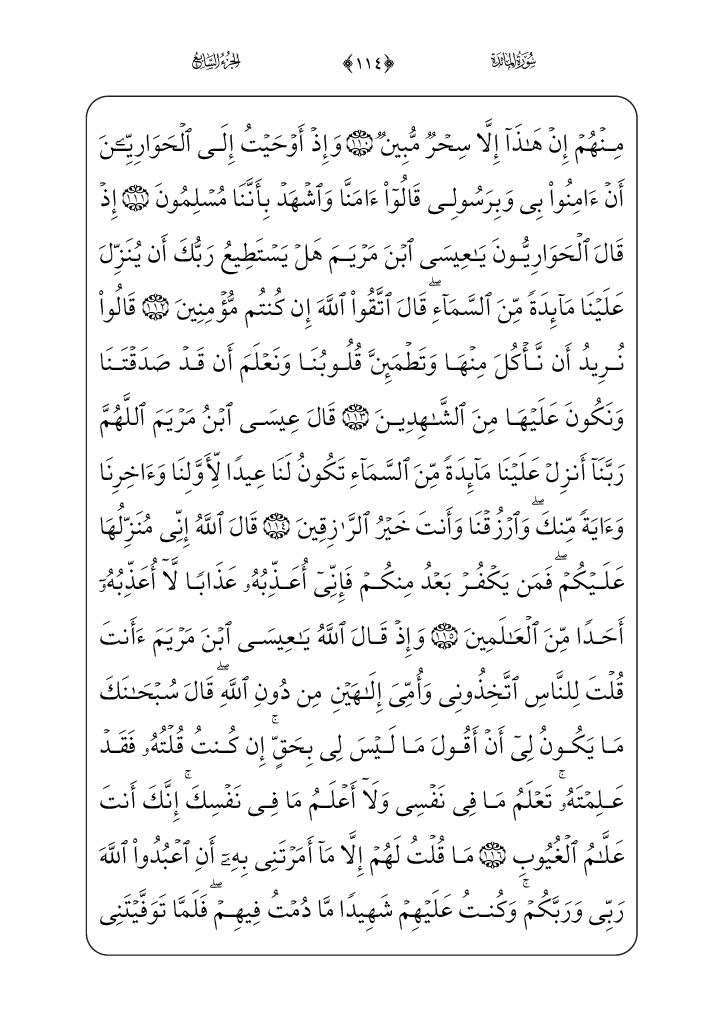 سُورَةُ المَائدة ﴿١١٤﴾ الجزءُ السَّابِعُ
مِنۡهُمۡ إِنۡ هَٰذَآ إِلَّا سِحۡرٞ مُّبِينٞ ١١٠ وَإِذۡ أَوۡحَيۡتُ إِلَى ٱلۡحَوَارِيِّـۧنَ
أَنۡ ءَامِنُواْ بِي وَبِرَسُولِي قَالُوٓاْ ءَامَنَّا وَٱشۡهَدۡ بِأَنَّنَا مُسۡلِمُونَ ١١١ إِذۡ
قَالَ ٱلۡحَوَارِيُّونَ يَٰعِيسَى ٱبۡنَ مَرۡيَمَ هَلۡ يَسۡتَطِيعُ رَبُّكَ أَن يُنَزِّلَ
عَلَيۡنَا مَآئِدَةٗ مِّنَ ٱلسَّمَآءِۖ قَالَ ٱتَّقُواْ ٱللَّهَ إِن كُنتُم مُّؤۡمِنِينَ ١١٢ قَالُواْ
نُرِيدُ أَن نَّأۡكُلَ مِنۡهَا وَتَطۡمَئِنَّ قُلُوبُنَا وَنَعۡلَمَ أَن قَدۡ صَدَقۡتَنَا
وَنَكُونَ عَلَيۡهَا مِنَ ٱلشَّٰهِدِينَ ١١٣ قَالَ عِيسَى ٱبۡنُ مَرۡيَمَ ٱللَّهُمَّ
رَبَّنَآ أَنزِلۡ عَلَيۡنَا مَآئِدَةٗ مِّنَ ٱلسَّمَآءِ تَكُونُ لَنَا عِيدٗا لِّأَوَّلِنَا وَءَاخِرِنَا
وَءَايَةٗ مِّنكَۖ وَٱرۡزُقۡنَا وَأَنتَ خَيۡرُ ٱلرَّٰزِقِينَ ١١٤ قَالَ ٱللَّهُ إِنِّي مُنَزِّلُهَا
عَلَيۡكُمۡۖ فَمَن يَكۡفُرۡ بَعۡدُ مِنكُمۡ فَإِنِّيٓ أُعَذِّبُهُۥ عَذَابٗا لَّآ أُعَذِّبُهُۥٓ
أَحَدٗا مِّنَ ٱلۡعَٰلَمِينَ ١١٥ وَإِذۡ قَالَ ٱللَّهُ يَٰعِيسَى ٱبۡنَ مَرۡيَمَ ءَأَنتَ
قُلۡتَ لِلنَّاسِ ٱتَّخِذُونِي وَأُمِّيَ إِلَٰهَيۡنِ مِن دُونِ ٱللَّهِۖ قَالَ سُبۡحَٰنَكَ
مَا يَكُونُ لِيٓ أَنۡ أَقُولَ مَا لَيۡسَ لِي بِحَقٍّۚ إِن كُنتُ قُلۡتُهُۥ فَقَدۡ
عَلِمۡتَهُۥۚ تَعۡلَمُ مَا فِي نَفۡسِي وَلَآ أَعۡلَمُ مَا فِي نَفۡسِكَۚ إِنَّكَ أَنتَ
عَلَّٰمُ ٱلۡغُيُوبِ ١١٦ مَا قُلۡتُ لَهُمۡ إِلَّا مَآ أَمَرۡتَنِي بِهِۦٓ أَنِ ٱعۡبُدُواْ ٱللَّهَ
رَبِّي وَرَبَّكُمۡۚ وَكُنتُ عَلَيۡهِمۡ شَهِيدٗا مَّا دُمۡتُ فِيهِمۡۖ فَلَمَّا تَوَفَّيۡتَنِي